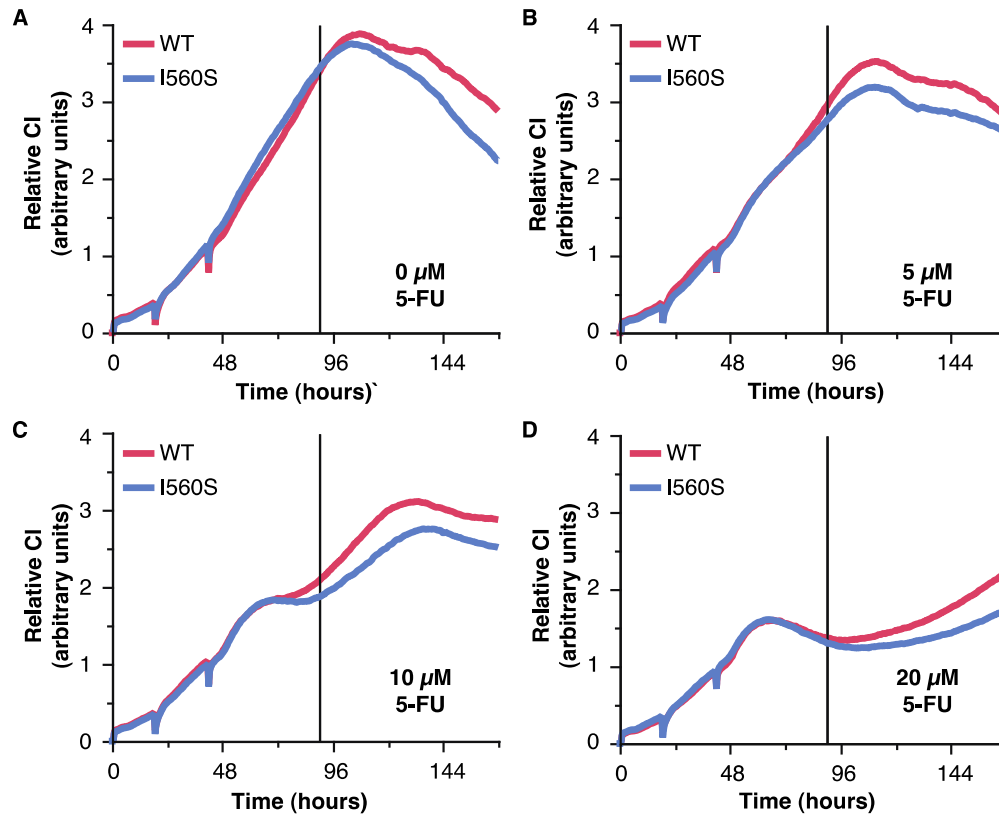 A
4
3
2
1
0
Relative CI
(arbitrary units)
WT
I560S
0 µM
5-FU
0
48
96
144
Time (hours)`
B
4
3
2
1
0
Relative CI
(arbitrary units)
WT
I560S
5 µM
5-FU
0
48
96
144
Time (hours)
C
4
3
2
1
0
Relative CI
(arbitrary units)
WT
I560S
10 µM
5-FU
0
48
96
144
Time (hours)
D
4
3
2
1
0
Relative CI
(arbitrary units)
WT
I560S
20 µM
5-FU
0
48
96
144
Time (hours)